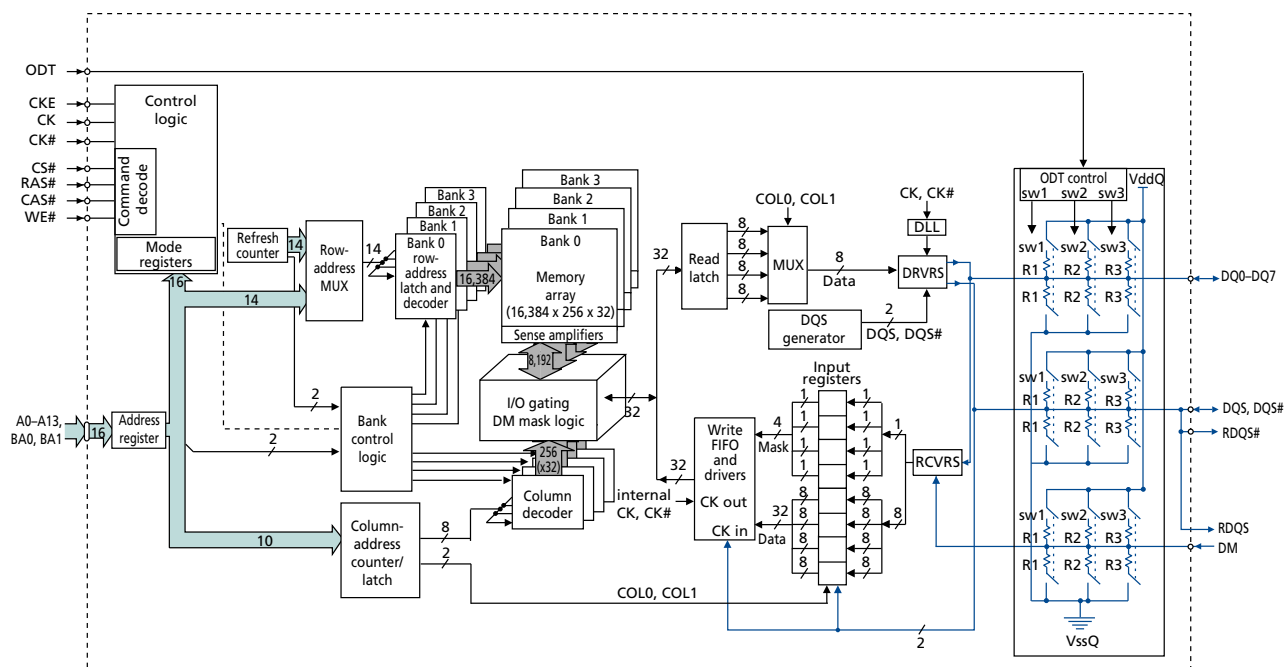 ODT
CKE
CK
CK#
CS#
RAS#
CAS#
WE#
Control
logic
Command
decode
Mode
registers
16
Refresh
counter
14
14
Row-
address
MUX
14
Bank 3
Bank 2
Bank 1
Bank 0
row-
address
latch and
decoder
16,384
Bank 3
Bank 2
Bank 1
Bank 0
Memory
array
(16,384 x 256 x 32)
Sense amplifiers
8,192
I/O gating
DM mask logic
256
(x32)
Column
decoder
A0–A13,
BA0, BA1
16
Address
register
2
2
Bank
control
logic
10
Column-
address
counter/
latch
8
2
COL0, COL1
32
32
32
Read
latch
8
8
8
8
COL0, COL1
MUX
8
Data
CK, CK#
DLL
DRVRS
DQS
generator
2
DQS, DQS#
Input
registers
1
1
1
1
1
1
1
1
1
4
Mask
Write
FIFO
and
drivers
CK out
CK in
internal
CK, CK#
32
Data
8
8
8
8
8
8
8
8
8
RCVRS
2
ODT control
sw1 sw2 sw3
VddQ
sw1 sw2 sw3
R1 R2 R3
R1 R2 R3
sw1 sw2 sw3
R1 R2 R3
R1 R2 R3
sw1 sw2 sw3
R1 R2 R3
R1 R2 R3
VssQ
DQ0–DQ7
DQS, DQS#
RDQS#
RDQS
DM